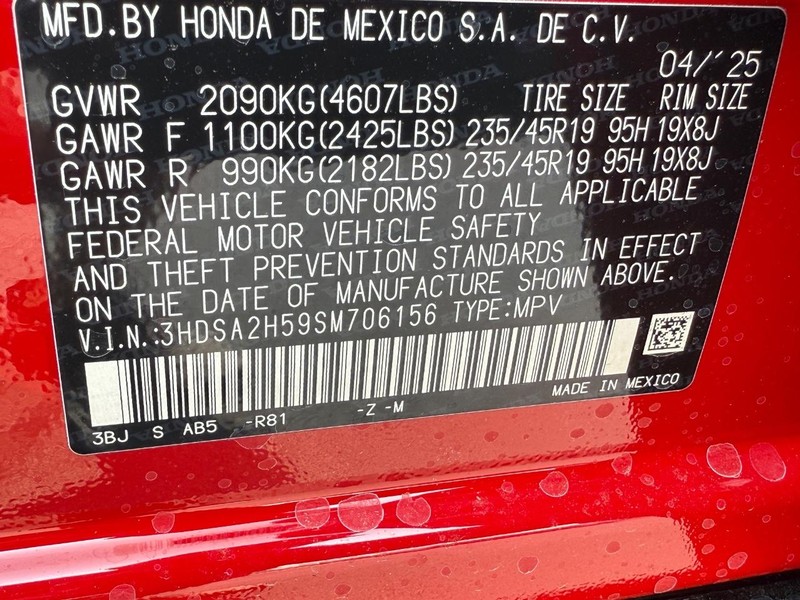 MFD.BY HONDA DE MEXICO S.A. DE C.V.
04/'25
GVWR 2090KG(4607LBS) TIRE SIZE RIM SIZE
GAWR F 1100KG(2425LBS) 235/45R19 95H 19X8J
GAWR R 990KG(2182LBS) 235/45R19 95H 19X8J
THIS VEHICLE CONFORMS TO ALL APPLICABLE
FEDERAL MOTOR VEHICLE SAFETY
AND THEFT PREVENTION STANDARDS IN EFFECT
ON THE DATE OF MANUFACTURE SHOWN ABOVE.
V.I.N.:3HDSA2H59SM706156 TYPE:MPV
MADE IN MEXICO
3BJ S AB5 -R81 -Z -M